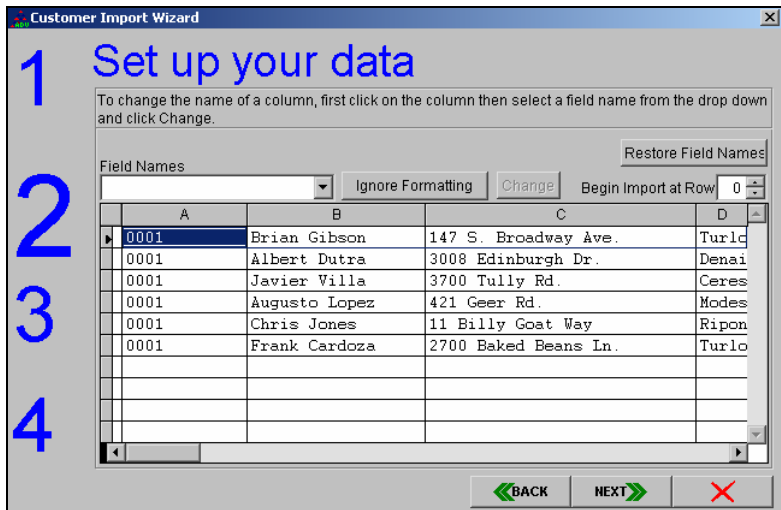 Customer Import Wizard
1
Set up your data
To change the name of a column, first click on the column then select a field name from the drop down
and click Change.
Restore Field Names
Field Names
Ignore Formatting Change Begin Import at Row 0
2
A B C D
0001 Brian Gibson 147 S. Broadway Ave. Turlo
0001 Albert Dutra 3008 Edinburgh Dr. Denai
0001 Javier Villa 3700 Tully Rd. Ceres
3
0001 Augusto Lopez 421 Geer Rd. Modes
0001 Chris Jones 11 Billy Goat Way Ripon
0001 Frank Cardoza 2700 Baked Beans Ln. Turlo
4
BACK NEXT